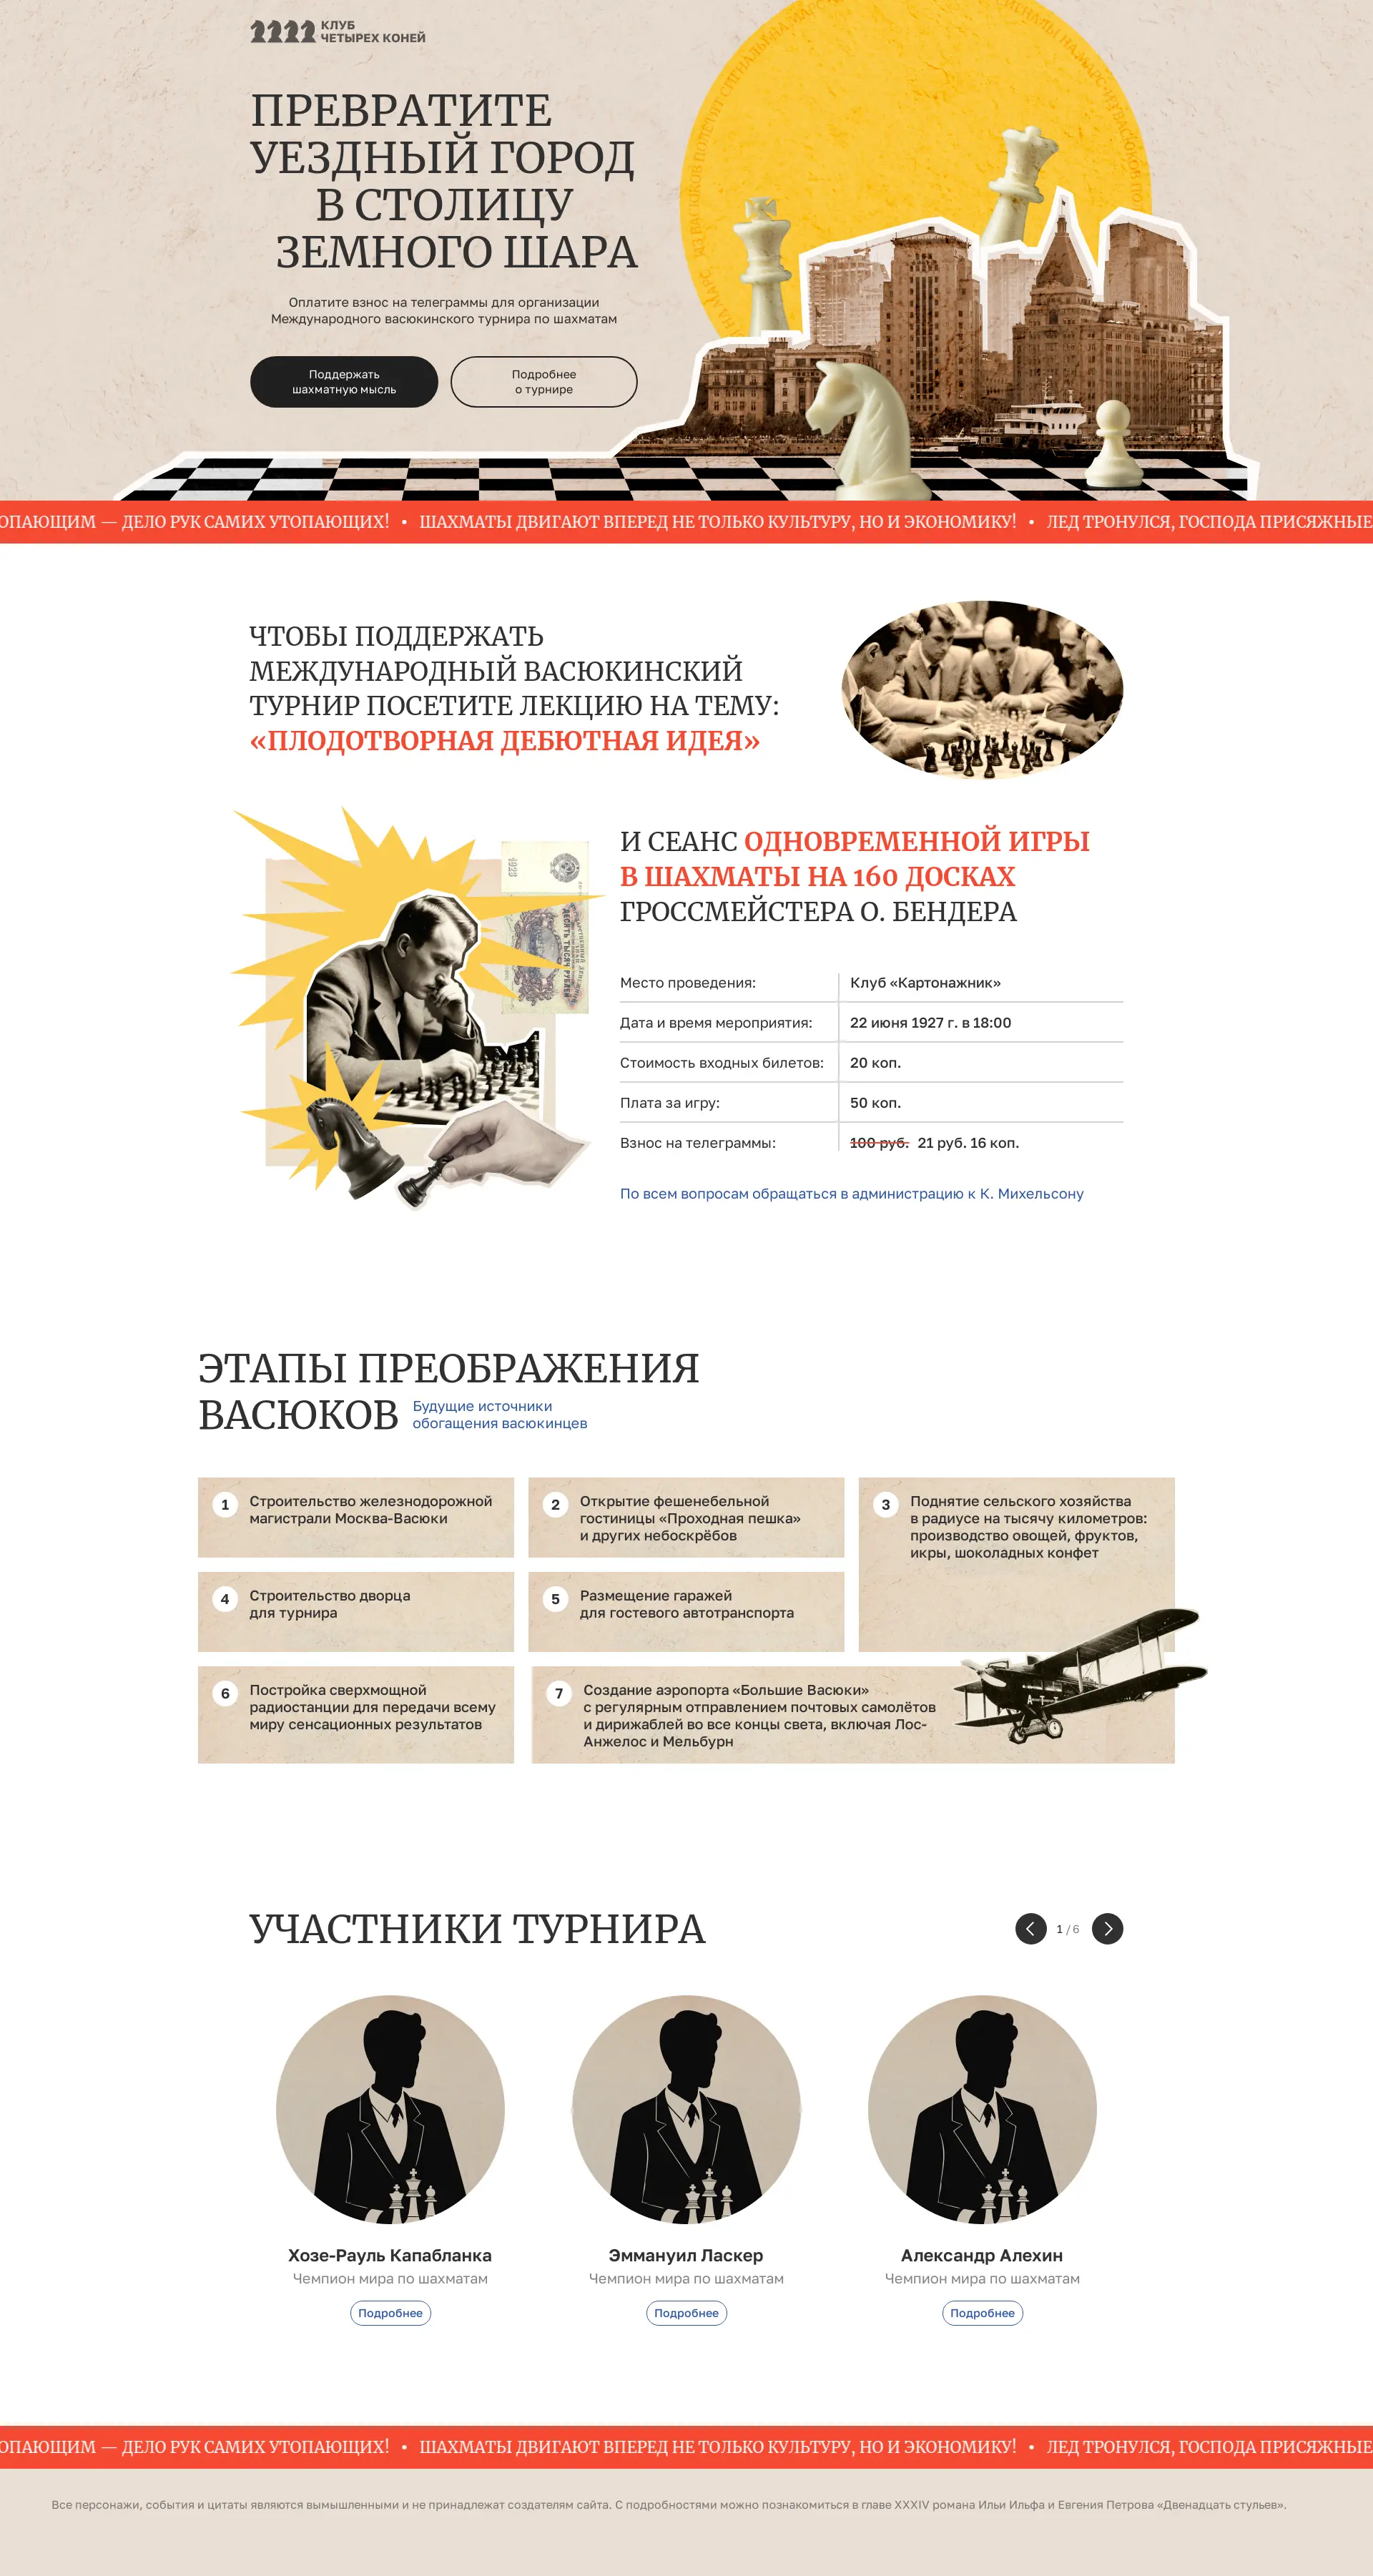 КЛУБ
ЧЕТЫРЕХ КОНЕЙ
ПРЕВРАТИТЕ
УЕЗДНЫЙ ГОРОД
В СТОЛИЦУ
ЗЕМНОГО ШАРА
Оплатите взнос на телеграммы для организации
Международного васюкинского турнира по шахматам
Поддержать
шахматную мысль
Подробнее
о турнире
ОПАЮЩИМ — ДЕЛО РУК САМИХ УТОПАЮЩИХ! • ШАХМАТЫ ДВИГАЮТ ВПЕРЕД НЕ ТОЛЬКО КУЛЬТУРУ, НО И ЭКОНОМИКУ! • ЛЕД ТРОНУЛСЯ, ГОСПОДА ПРИСЯЖНЫЕ
ЧТОБЫ ПОДДЕРЖАТЬ
МЕЖДУНАРОДНЫЙ ВАСЮКИНСКИЙ
ТУРНИР ПОСЕТИТЕ ЛЕКЦИЮ НА ТЕМУ:
«ПЛОДОТВОРНАЯ ДЕБЮТНАЯ ИДЕЯ»
1923
ДЕСЯТЬ ТЫСЯЧ РУБЛЕЙ
И СЕАНС ОДНОВРЕМЕННОЙ ИГРЫ
В ШАХМАТЫ НА 160 ДОСКАХ
ГРОССМЕЙСТЕРА О. БЕНДЕРА
Место проведения: Клуб «Картонажник»
Дата и время мероприятия: 22 июня 1927 г. в 18:00
Стоимость входных билетов: 20 коп.
Плата за игру: 50 коп.
Взнос на телеграммы: 100 руб. 21 руб. 16 коп.
По всем вопросам обращаться в администрацию к К. Михельсону
ЭТАПЫ ПРЕОБРАЖЕНИЯ
ВАСЮКОВ
Будущие источники
обогащения васюкинцев
1
Строительство железнодорожной
магистрали Москва-Васюки
2
Открытие фешенебельной
гостиницы «Проходная пешка»
и других небоскрёбов
3
Поднятие сельского хозяйства
в радиусе на тысячу километров:
производство овощей, фруктов,
икры, шоколадных конфет
4
Строительство дворца
для турнира
5
Размещение гаражей
для гостевого автотранспорта
6
Постройка сверхмощной
радиостанции для передачи всему
миру сенсационных результатов
7
Создание аэропорта «Большие Васюки»
с регулярным отправлением почтовых самолётов
и дирижаблей во все концы света, включая Лос-
Анжелос и Мельбурн
УЧАСТНИКИ ТУРНИРА
1 / 6
Хозе-Рауль Капабланка
Чемпион мира по шахматам
Подробнее
Эммануил Ласкер
Чемпион мира по шахматам
Подробнее
Александр Алехин
Чемпион мира по шахматам
Подробнее
ОПАЮЩИМ — ДЕЛО РУК САМИХ УТОПАЮЩИХ! • ШАХМАТЫ ДВИГАЮТ ВПЕРЕД НЕ ТОЛЬКО КУЛЬТУРУ, НО И ЭКОНОМИКУ! • ЛЕД ТРОНУЛСЯ, ГОСПОДА ПРИСЯЖНЫЕ
Все персонажи, события и цитаты являются вымышленными и не принадлежат создателям сайта. С подробностями можно познакомиться в главе XXXIV романа Ильи Ильфа и Евгения Петрова «Двенадцать стульев».